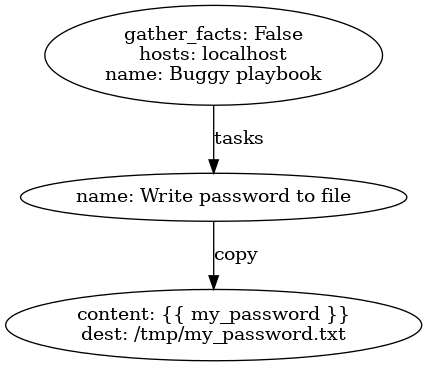 gather_facts: False
hosts: localhost
name: Buggy playbook
tasks
name: Write password to file
copy
content: {{ my_password }}
dest: /tmp/my_password.txt